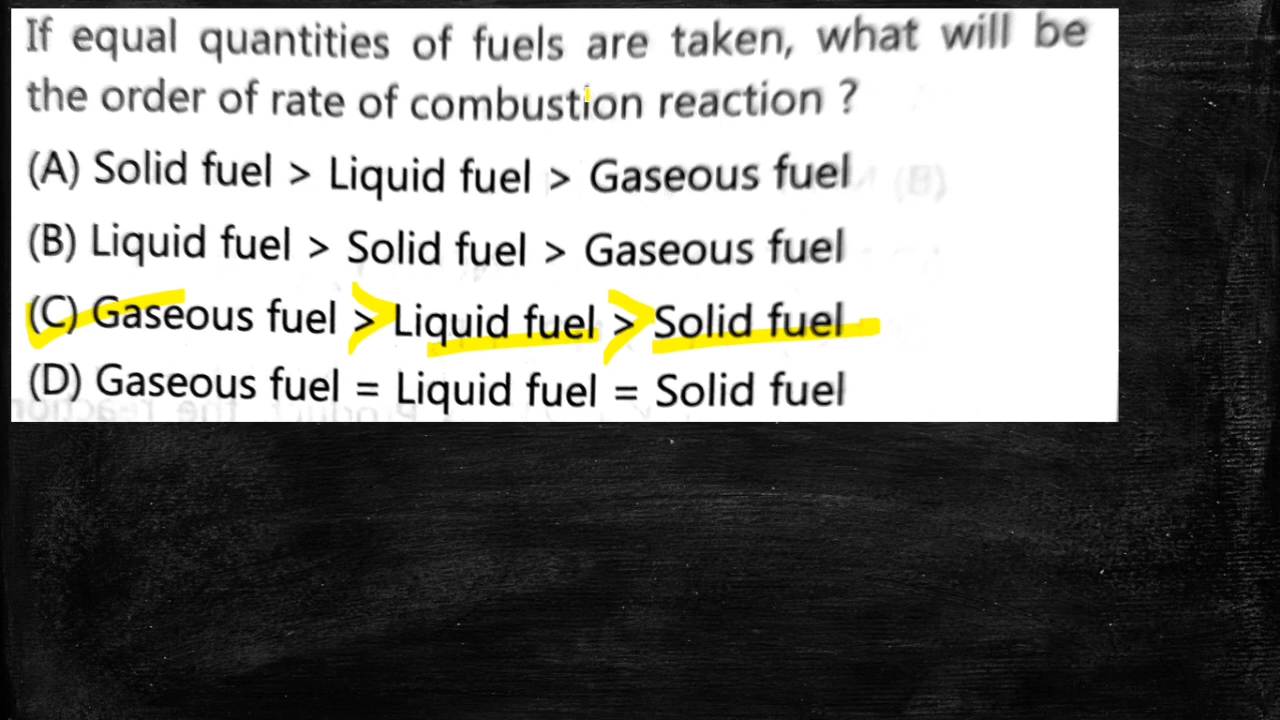 If equal quantities of fuels are taken, what will be
the order of rate of combustion reaction ?
(A) Solid fuel > Liquid fuel > Gaseous fuel
(B) Liquid fuel > Solid fuel > Gaseous fuel
(C) Gaseous fuel > Liquid fuel > Solid fuel
(D) Gaseous fuel = Liquid fuel = Solid fuel